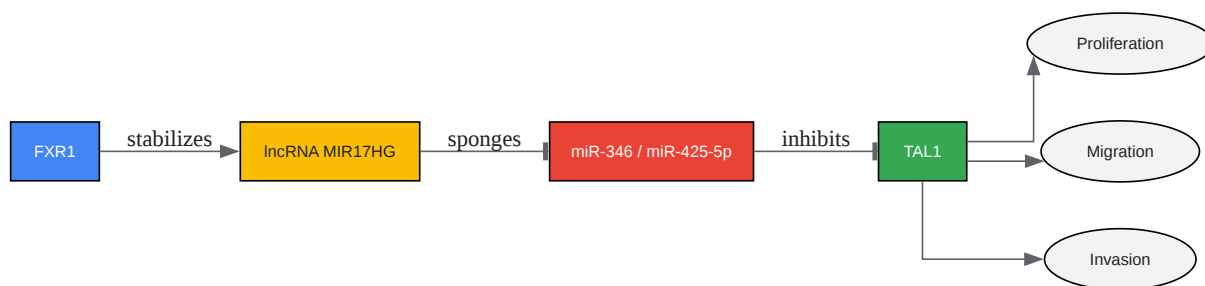 Proliferation
FXR1
stabilizes
lncRNA MIR17HG
sponges
miR-346 / miR-425-5p
inhibits
TAL1
Migration
Invasion